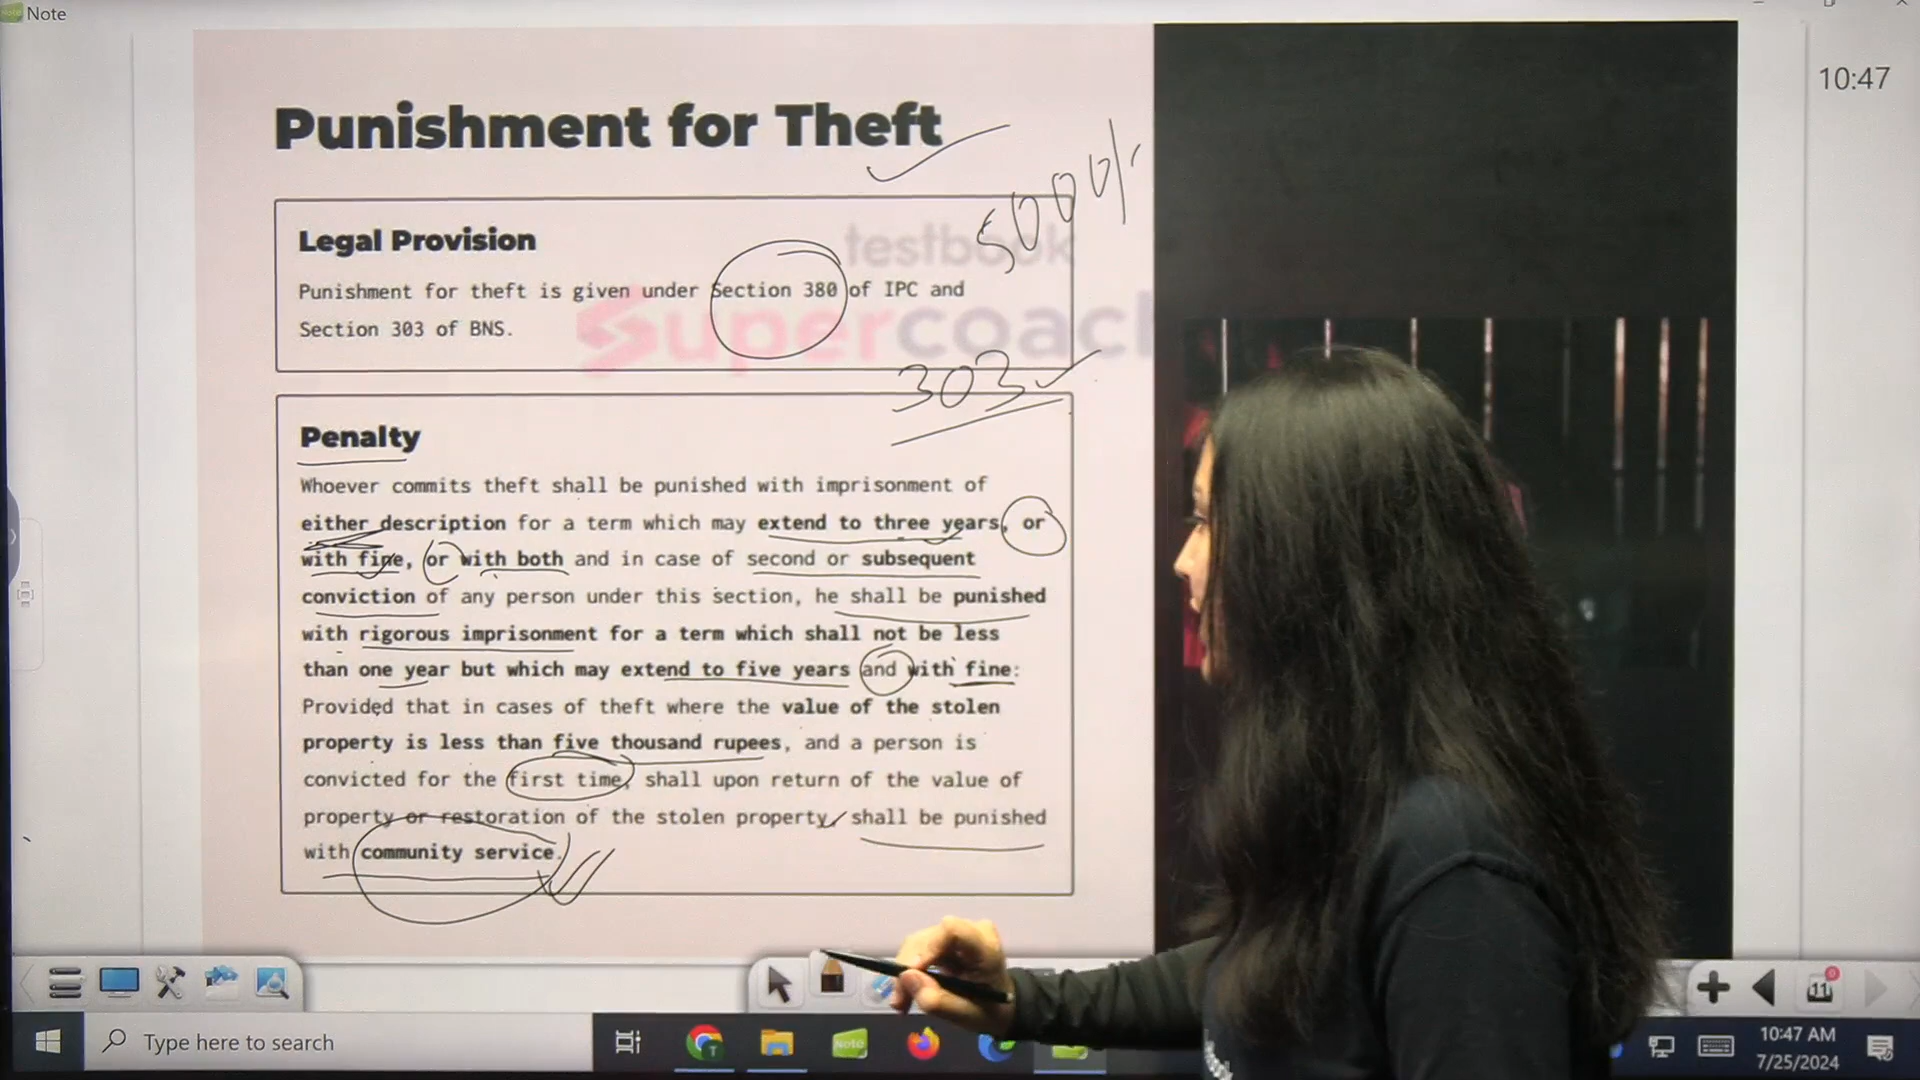 Note
10:47
Punishment for Theft
5000/-
Legal Provision
testbook
Punishment for theft is given under Section 380 of IPC and
Section 303 of BNS.
Supercoach
303
Penalty
Whoever commits theft shall be punished with imprisonment of
either description for a term which may extend to three years, or
with fine, or with both and in case of second or subsequent
conviction of any person under this section, he shall be punished
with rigorous imprisonment for a term which shall not be less
than one year but which may extend to five years and with fine:
Provided that in cases of theft where the value of the stolen
property is less than five thousand rupees, and a person is
convicted for the first time, shall upon return of the value of
property or restoration of the stolen property, shall be punished
with community service.
11
0
Type here to search
T
Note
10:47 AM
7/25/2024